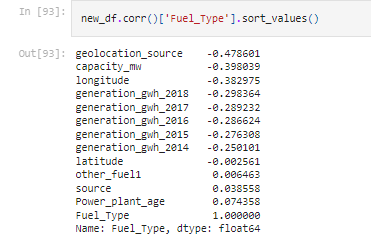 In [93]: new_df.corr()['Fuel_Type'].sort_values()
Out[93]: geolocation_source -0.478601
capacity_mw -0.398039
longitude -0.382975
generation_gwh_2018 -0.298364
generation_gwh_2017 -0.289232
generation_gwh_2016 -0.286624
generation_gwh_2015 -0.276308
generation_gwh_2014 -0.250101
latitude -0.002561
other_fuel1 0.006463
source 0.038558
Power_plant_age 0.074358
Fuel_Type 1.000000
Name: Fuel_Type, dtype: float64